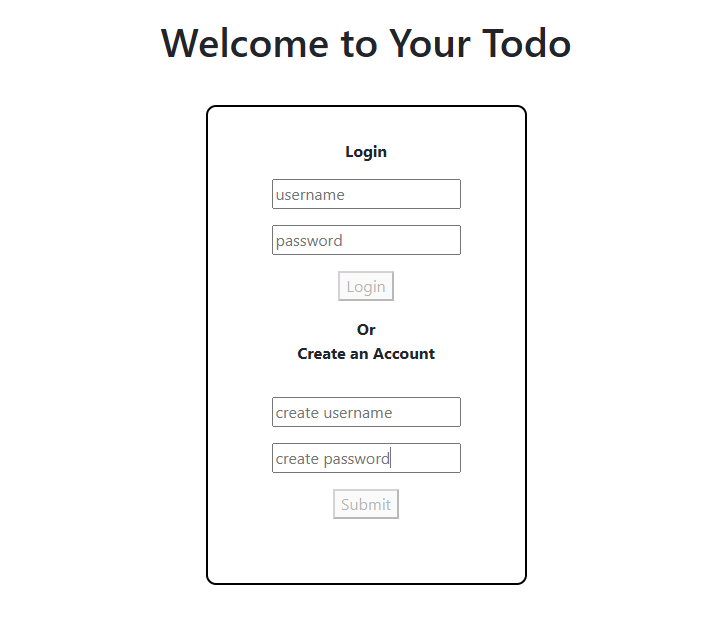 Welcome to Your Todo
Login
username
password
Login
Or
Create an Account
create username
create password
Submit